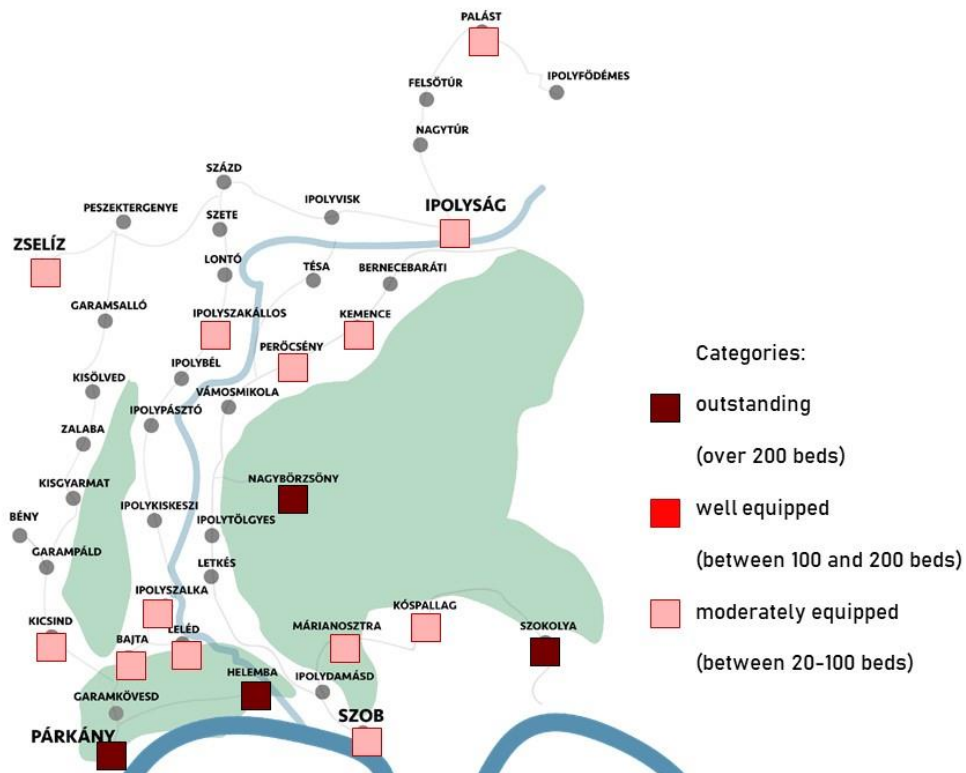 PALÁST
IPOLYFÖDÉMES
FELSŐTÚR
NAGYTÚR
SZÁZD
IPOLYVISK
IPOLYSÁG
PESZEKTERGENYE
SZETE
ZSELÍZ
LONTÓ
TÉSA
BERNECEBARÁTI
GARAMSALLÓ
IPOLYSZAKÁLLOS
KEMENCE
PERŐCSÉNY
IPOLYBÉL
KISÖLVED
VÁMOSMIKOLA
IPOLYPÁSZTÓ
ZALABA
NAGYBÖRZSÖNY
KISGYARMAT
IPOLYKISKESZI
BÉNY
IPOLYTÖLGYES
GARAMPÁLD
LETKÉS
IPOLYSZALKA
KICSIND
BAJTA
LELÉD
MÁRIANOSZTRA
KÓSPALLAG
SZOKOLYA
HELEMBA
IPOLYDAMÁSD
GARAMKÖVESD
PÁRKÁNY
SZOB
Categories:
outstanding
(over 200 beds)
well equipped
(between 100 and 200 beds)
moderately equipped
(between 20-100 beds)